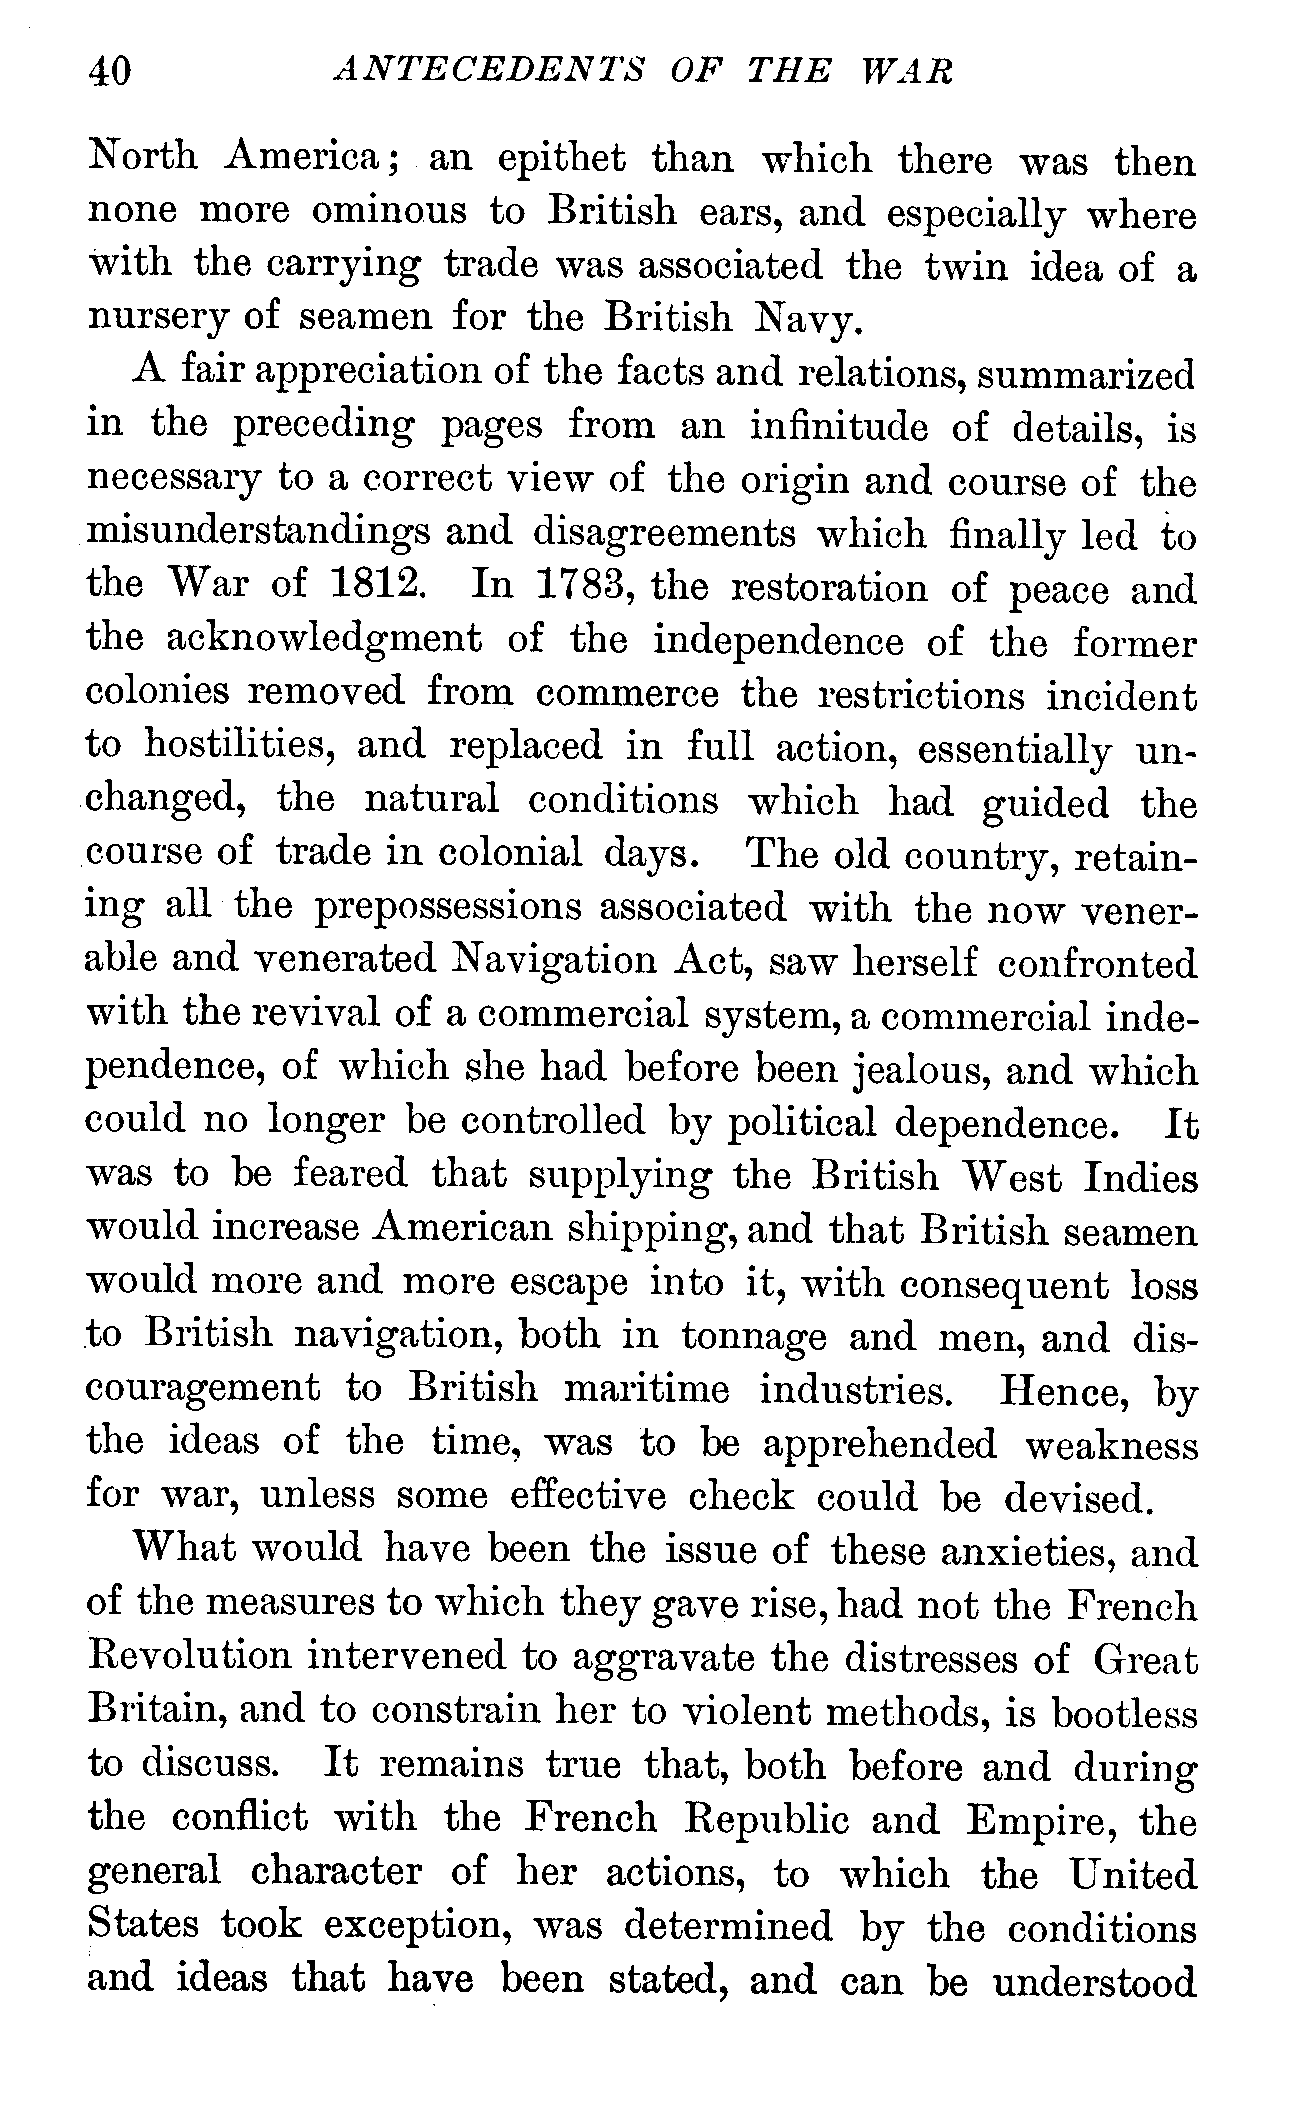 40 ANTECEDENTS OF THE WAR
North America; an epithet than which there was then
none more ominous to British ears, and especially where
with the carrying trade was associated the twin idea of a
nursery of seamen for the British Navy.
A fair appreciation of the facts and relations, summarized
in the preceding pages from an infinitude of details, is
necessary to a correct view of the origin and course of the
misunderstandings and disagreements which finally led to
the War of 1812. In 1783, the restoration of peace and
the acknowledgment of the independence of the former
colonies removed from commerce the restrictions incident
to hostilities, and replaced in full action, essentially un-
changed, the natural conditions which had guided the
course of trade in colonial days. The old country, retain-
ing all the prepossessions associated with the now vener-
able and venerated Navigation Act, saw herself confronted
with the revival of a commercial system, a commercial inde-
pendence, of which she had before been jealous, and which
could no longer be controlled by political dependence. It
was to be feared that supplying the British West Indies
would increase American shipping, and that British seamen
would more and more escape into it, with consequent loss
to British navigation, both in tonnage and men, and dis-
couragement to British maritime industries. Hence, by
the ideas of the time, was to be apprehended weakness
for war, unless some effective check could be devised.
What would have been the issue of these anxieties, and
of the measures to which they gave rise, had not the French
Revolution intervened to aggravate the distresses of Great
Britain, and to constrain her to violent methods, is bootless
to discuss. It remains true that, both before and during
the conflict with the French Republic and Empire, the
general character of her actions, to which the United
States took exception, was determined by the conditions
and ideas that have been stated, and can be understood